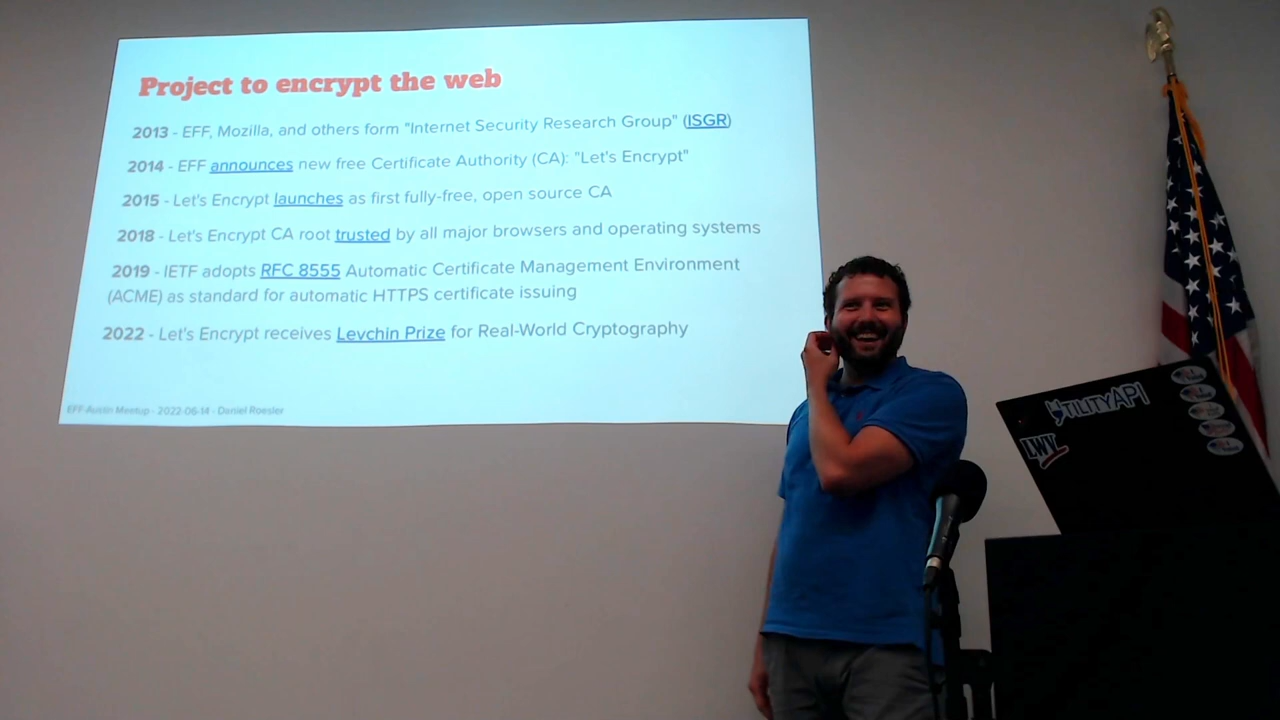 Project to encrypt the web
2013 - EFF, Mozilla, and others form "Internet Security Research Group" (ISGR)
2014 - EFF announces new free Certificate Authority (CA): "Let's Encrypt"
2015 - Let's Encrypt launches as first fully-free, open source CA
2018 - Let's Encrypt CA root trusted by all major browsers and operating systems
2019 - IETF adopts RFC 8555 Automatic Certificate Management Environment
(ACME) as standard for automatic HTTPS certificate issuing
2022 - Let's Encrypt receives Levchin Prize for Real-World Cryptography
EFF-Austin Meetup - 2022-06-14 - Daniel Roesler
UTILITYAPI
LWV